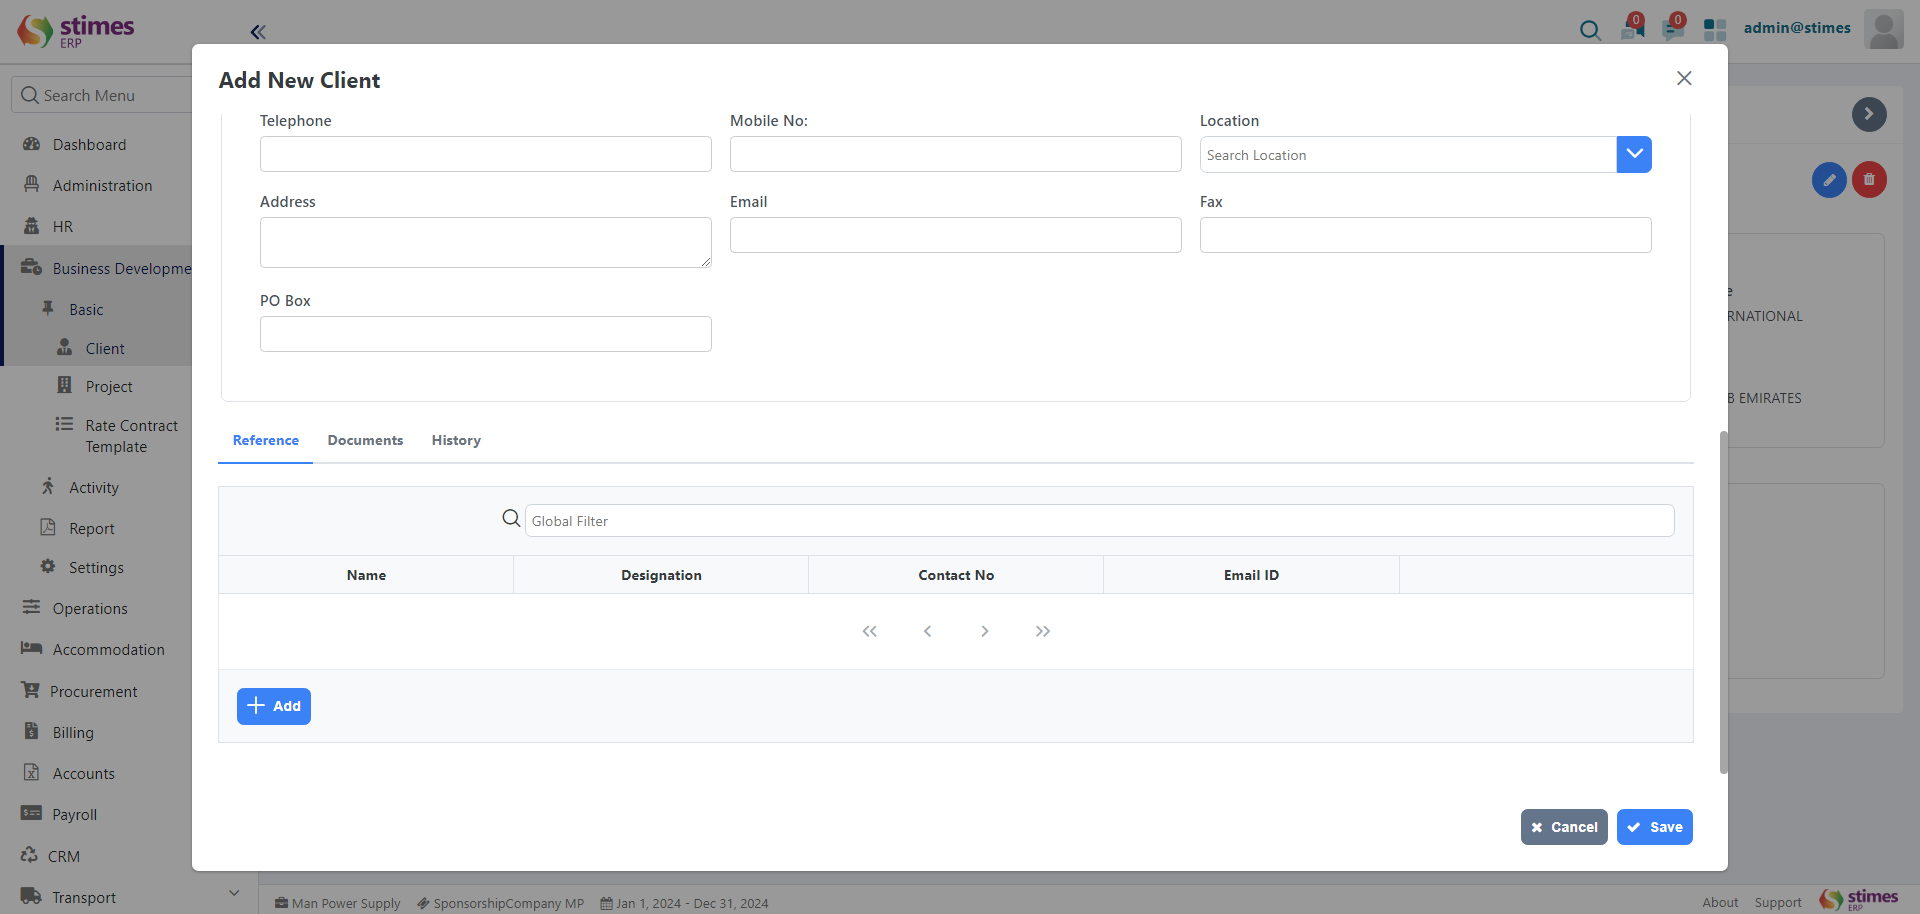 stimes
ERP
0
0
admin@stimes
Search Menu
Dashboard
Administration
HR
Business Developme
Basic
Client
Project
Rate Contract
Template
Activity
Report
Settings
Operations
Accommodation
Procurement
Billing
Accounts
Payroll
CRM
Transport
Add New Client
Telephone
Mobile No:
Location
Search Location
Address
Email
Fax
PO Box
Reference
Documents
History
Global Filter
Name
Designation
Contact No
Email ID
Add
Cancel
Save
e
RNATIONAL
B EMIRATES
Man Power Supply
SponsorshipCompany MP
Jan 1, 2024 - Dec 31, 2024
About
Support
stimes
ERP